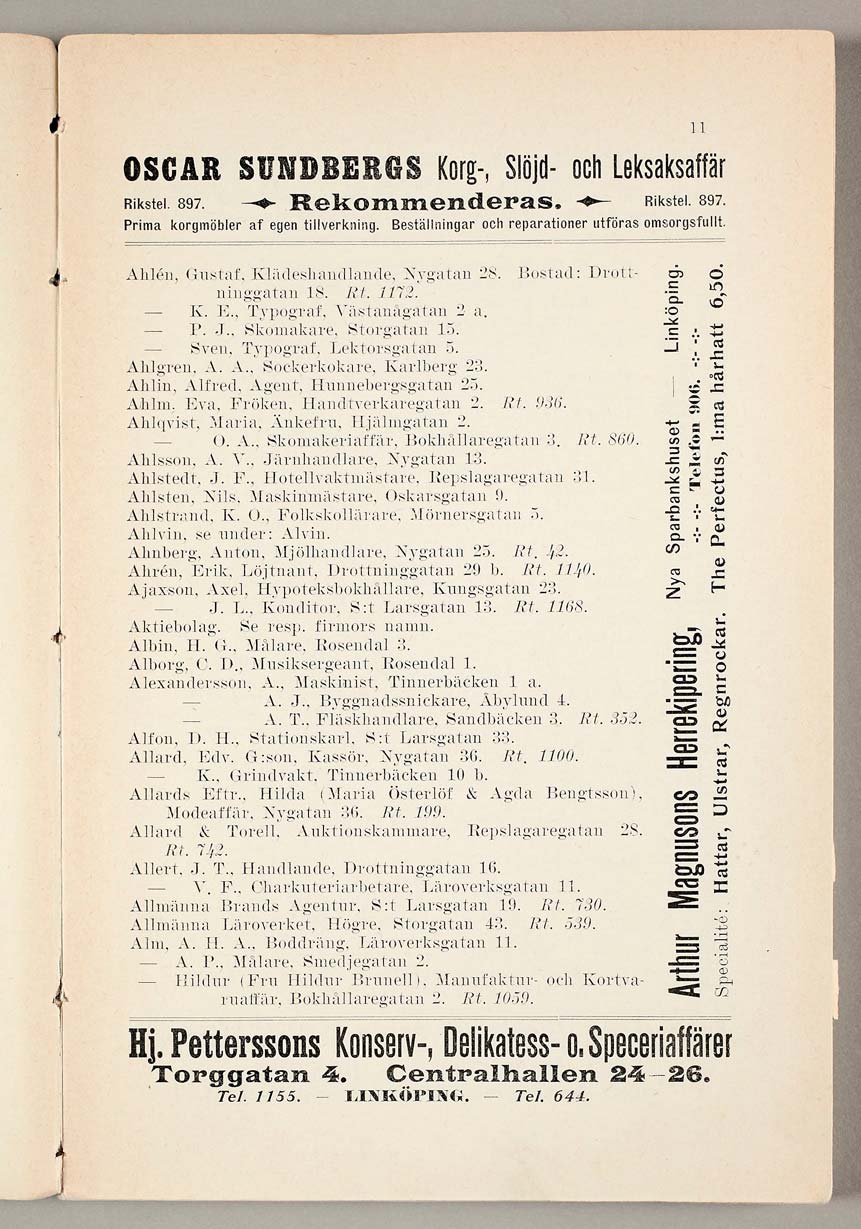 11
OSCAR SUNDBERGS Korg-, Slöjd- och Leksaksaffär
Rikstel. 897. Rekommenderas. Rikstel. 897.
Prima korgmöbler af egen tillverkning. Beställningar och reparationer utföras omsorgsfullt.
Ahlén, Gustaf, Klädeshandlande, Nygatan 28. Bostad: Drott-
ninggatan 18. Rt. 1172.
— K. E., Typograf, Västanågatan 2 a.
— P. J., Skomakare, Storgatan 15.
— Sven, Typograf, Lektorsgatan 5.
Ahlgren, A. A., Sockerkokare, Karlberg 23.
Ahlin, Alfred, Agent, Hunnebergsgatan 25.
Ahlm, Eva, Fröken, Handtverkaregatan 2. Rt. 936.
Ahlqvist, Maria, Änkefru, Hjälmgatan 2.
— O. A., Skomakeriaffär, Bokhållaregatan 3. Rt. 860.
Ahlsson, A. V., Järnhandlare, Nygatan 13.
Ahlstedt, J. F., Hotellvaktmästare, Repslagaregatan 31.
Ahlsten, Nils, Maskinmästare, Oskarsgatan 9.
Ahlstrand, K. O., Folkskollärare, Mörnersgatan 5.
Ahlvin, se under: Alvin.
Ahnberg, Anton, Mjölhandlare, Nygatan 25. Rt. 42.
Ahrén, Erik, Löjtnant, Drottninggatan 29 b. Rt. 1140.
Ajaxson, Axel, Hypoteksbokhållare, Kungsgatan 23.
— J. L., Konditor, S:t Larsgatan 13. Rt. 1168.
Aktiebolag. Se resp. firmors namn.
Albin, H. G., Målare, Rosendal 3.
Alborg, C. D., Musiksergeant, Rosendal 1.
Alexandersson, A., Maskinist, Tinnerbäcken 1 a.
— A. J., Byggnadssnickare, Åbylund 4.
— A. T., Fläskhandlare, Sandbäcken 3. Rt. 352.
Alfon, D. H., Stationskarl, S:t Larsgatan 33.
Allard, Edv. G:son, Kassör, Nygatan 36. Rt. 1100.
— K., Grindvakt, Tinnerbäcken 10 b.
Allards Eftr., Hilda (Maria Österlöf & Agda Bengtsson),
Modeaffär, Nygatan 36. Rt. 199.
Allard & Torell, Auktionskammare, Repslagaregatan 28.
Rt. 742.
Allert, J. T., Handlande, Drottninggatan 16.
— V. F., Charkuteriarbetare, Läroverksgatan 11.
Allmänna Brands Agentur, S:t Larsgatan 19. Rt. 730.
Allmänna Läroverket, Högre, Storgatan 43. Rt. 539.
Alm, A. H. A., Boddräng, Läroverksgatan 11.
— A. P., Målare, Smedjegatan 2.
— Hildur (Fru Hildur Brunell), Manufaktur- och Kortva-
ruaffär, Bokhållaregatan 2. Rt. 1059.
Arthur Magnusons Herrekipering, Nya Sparbankshuset — Linköping.
-:- -:- Telefon 906. -:- -:-
Specialité: Hattar, Ulstrar, Regnrockar. The Perfectus, 1:ma hårhatt 6,50.
Hj. Petterssons Konserv-, Delikatess- o. Speceriaffärer
Torggatan 4. Centralhallen 24—26.
Tel. 1155. — LINKÖPING. — Tel. 644.